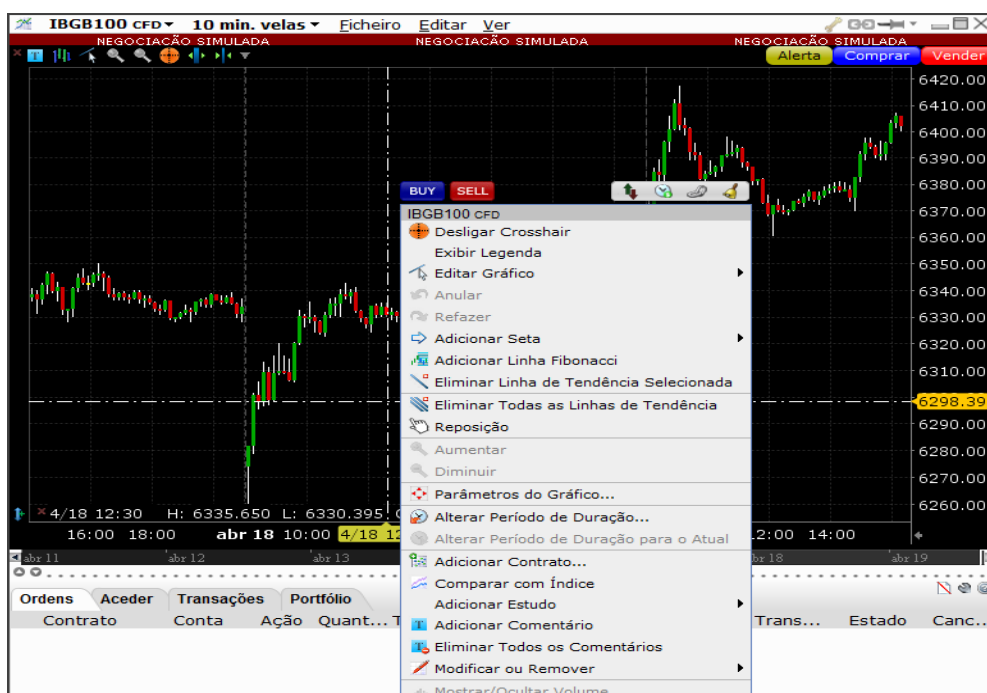 IBGB100 CFD 10 min. velas Ficheiro Editar Ver
NEGOCIAÇÃO SIMULADA NEGOCIAÇÃO SIMULADA NEGOCIAÇÃO SIMULADA
Alerta Comprar Vender
6420.00
6410.00
6400.00
6390.00
6380.00
BUY SELL
6370.00
IBGB100 CFD
Desligar Crosshair
6360.00
Exibir Legenda
6350.00
Editar Gráfico
Anular
6340.00
Refazer
6330.00
Adicionar Seta
6320.00
Adicionar Linha Fibonacci
6310.00
Eliminar Linha de Tendência Selecionada
6298.39
Eliminar Todas as Linhas de Tendência
6290.00
Reposição
Aumentar
6280.00
Diminuir
6270.00
Parâmetros do Gráfico...
6260.00
4/18 12:30 H: 6335.650 L: 6330.395
Alterar Período de Duração...
16:00 18:00 abr 18 10:00 4/18 12 12:00 14:00
Alterar Período de Duração para o Atual
abr 11 abr 12 abr 13 abr 18 abr 19
Adicionar Contrato...
Comparar com Índice
Ordens Aceder Transações Portfólio
Adicionar Estudo
Contrato Conta Ação Quant... T Trans... Estado Canc...
Adicionar Comentário
Eliminar Todos os Comentários
Modificar ou Remover
Mostrar/Ocultar Volume